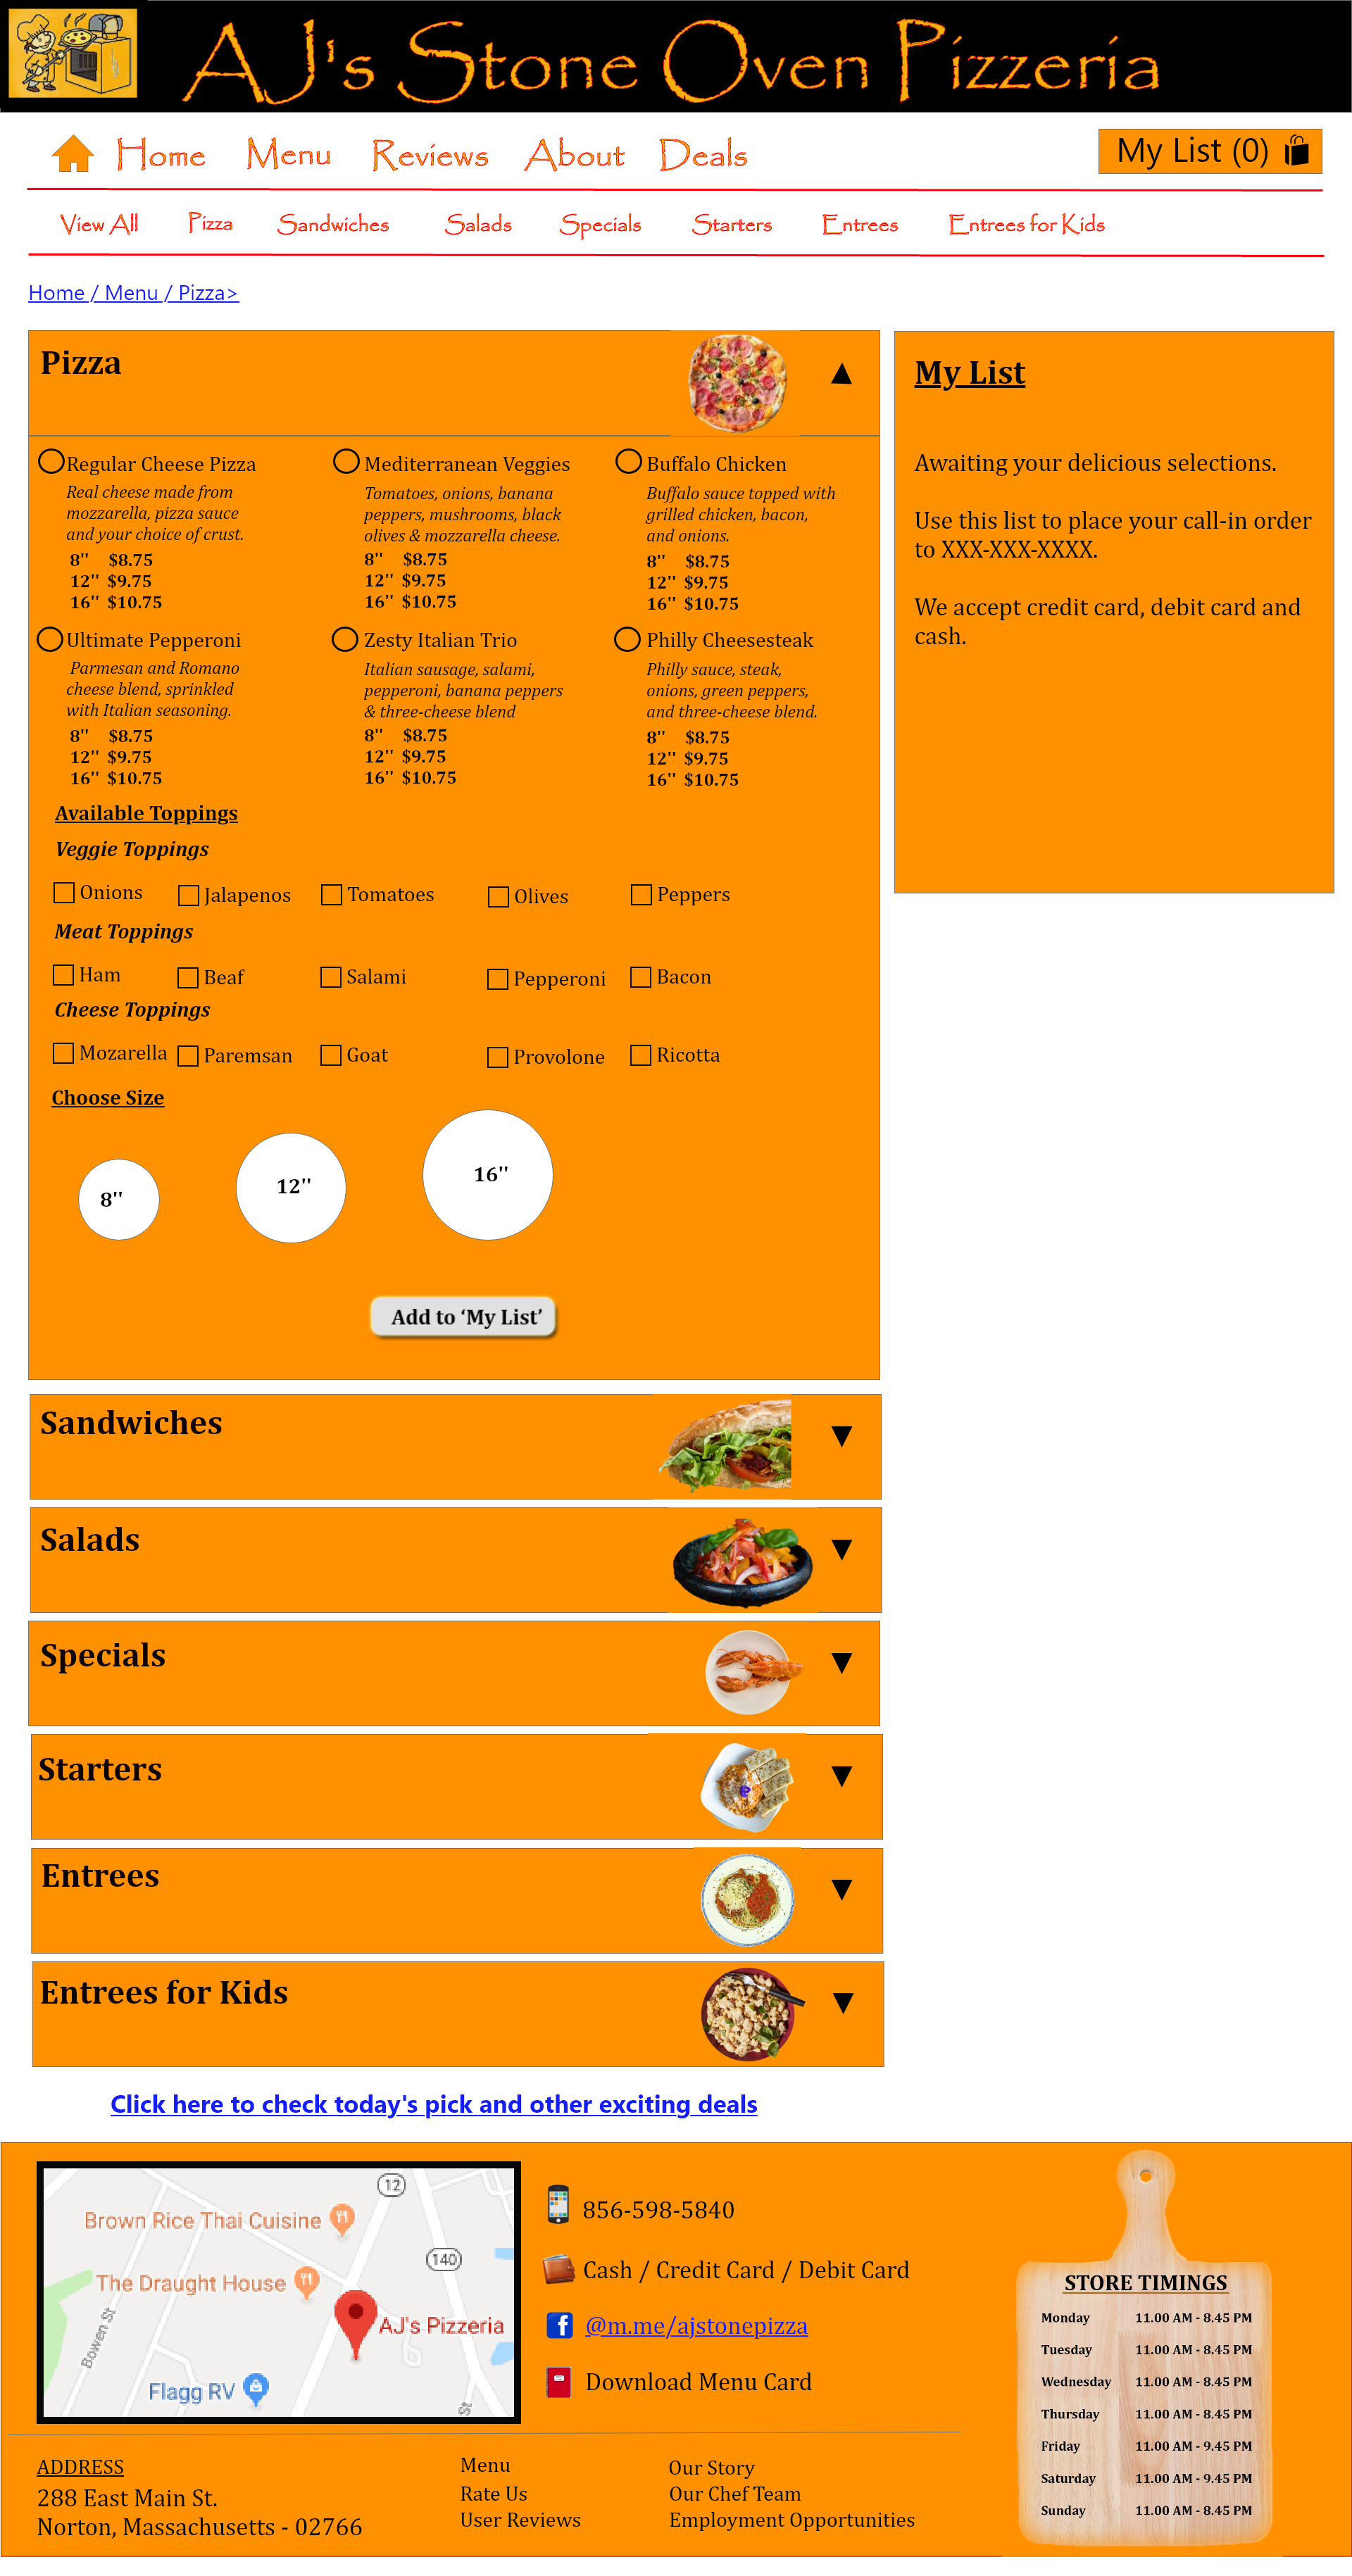 AJ's Stone Oven Pizzeria
Home Menu Reviews About Deals
My List (0)
View All Pizza Sandwiches Salads Specials Starters Entrees Entrees for Kids
Home / Menu / Pizza>
Pizza
▲
Regular Cheese Pizza
Real cheese made from
mozzarella, pizza sauce
and your choice of crust.
8" $8.75
12" $9.75
16" $10.75
Mediterranean Veggies
Tomatoes, onions, banana
peppers, mushrooms, black
olives & mozzarella cheese.
8" $8.75
12" $9.75
16" $10.75
Buffalo Chicken
Buffalo sauce topped with
grilled chicken, bacon,
and onions.
8" $8.75
12" $9.75
16" $10.75
Ultimate Pepperoni
Parmesan and Romano
cheese blend, sprinkled
with Italian seasoning.
8" $8.75
12" $9.75
16" $10.75
Zesty Italian Trio
Italian sausage, salami,
pepperoni, banana peppers
& three-cheese blend
8" $8.75
12" $9.75
16" $10.75
Philly Cheesesteak
Philly sauce, steak,
onions, green peppers,
and three-cheese blend.
8" $8.75
12" $9.75
16" $10.75
Available Toppings
Veggie Toppings
Onions Jalapenos Tomatoes Olives Peppers
Meat Toppings
Ham Beaf Salami Pepperoni Bacon
Cheese Toppings
Mozarella Paremsan Goat Provolone Ricotta
Choose Size
8" 12" 16"
Add to ‘My List’
My List
Awaiting your delicious selections.
Use this list to place your call-in order
to XXX-XXX-XXXX.
We accept credit card, debit card and
cash.
Sandwiches
▼
Salads
▼
Specials
▼
Starters
▼
Entrees
▼
Entrees for Kids
▼
Click here to check today's pick and other exciting deals
12
Brown Rice Thai Cuisine
140
The Draught House
AJ's Pizzeria
Bowen St
Flagg RV
St
856-598-5840
Cash / Credit Card / Debit Card
@m.me/ajstonepizza
Download Menu Card
STORE TIMINGS
Monday 11.00 AM - 8.45 PM
Tuesday 11.00 AM - 8.45 PM
Wednesday 11.00 AM - 8.45 PM
Thursday 11.00 AM - 8.45 PM
Friday 11.00 AM - 9.45 PM
Saturday 11.00 AM - 9.45 PM
Sunday 11.00 AM - 8.45 PM
ADDRESS
288 East Main St.
Norton, Massachusetts - 02766
Menu
Rate Us
User Reviews
Our Story
Our Chef Team
Employment Opportunities